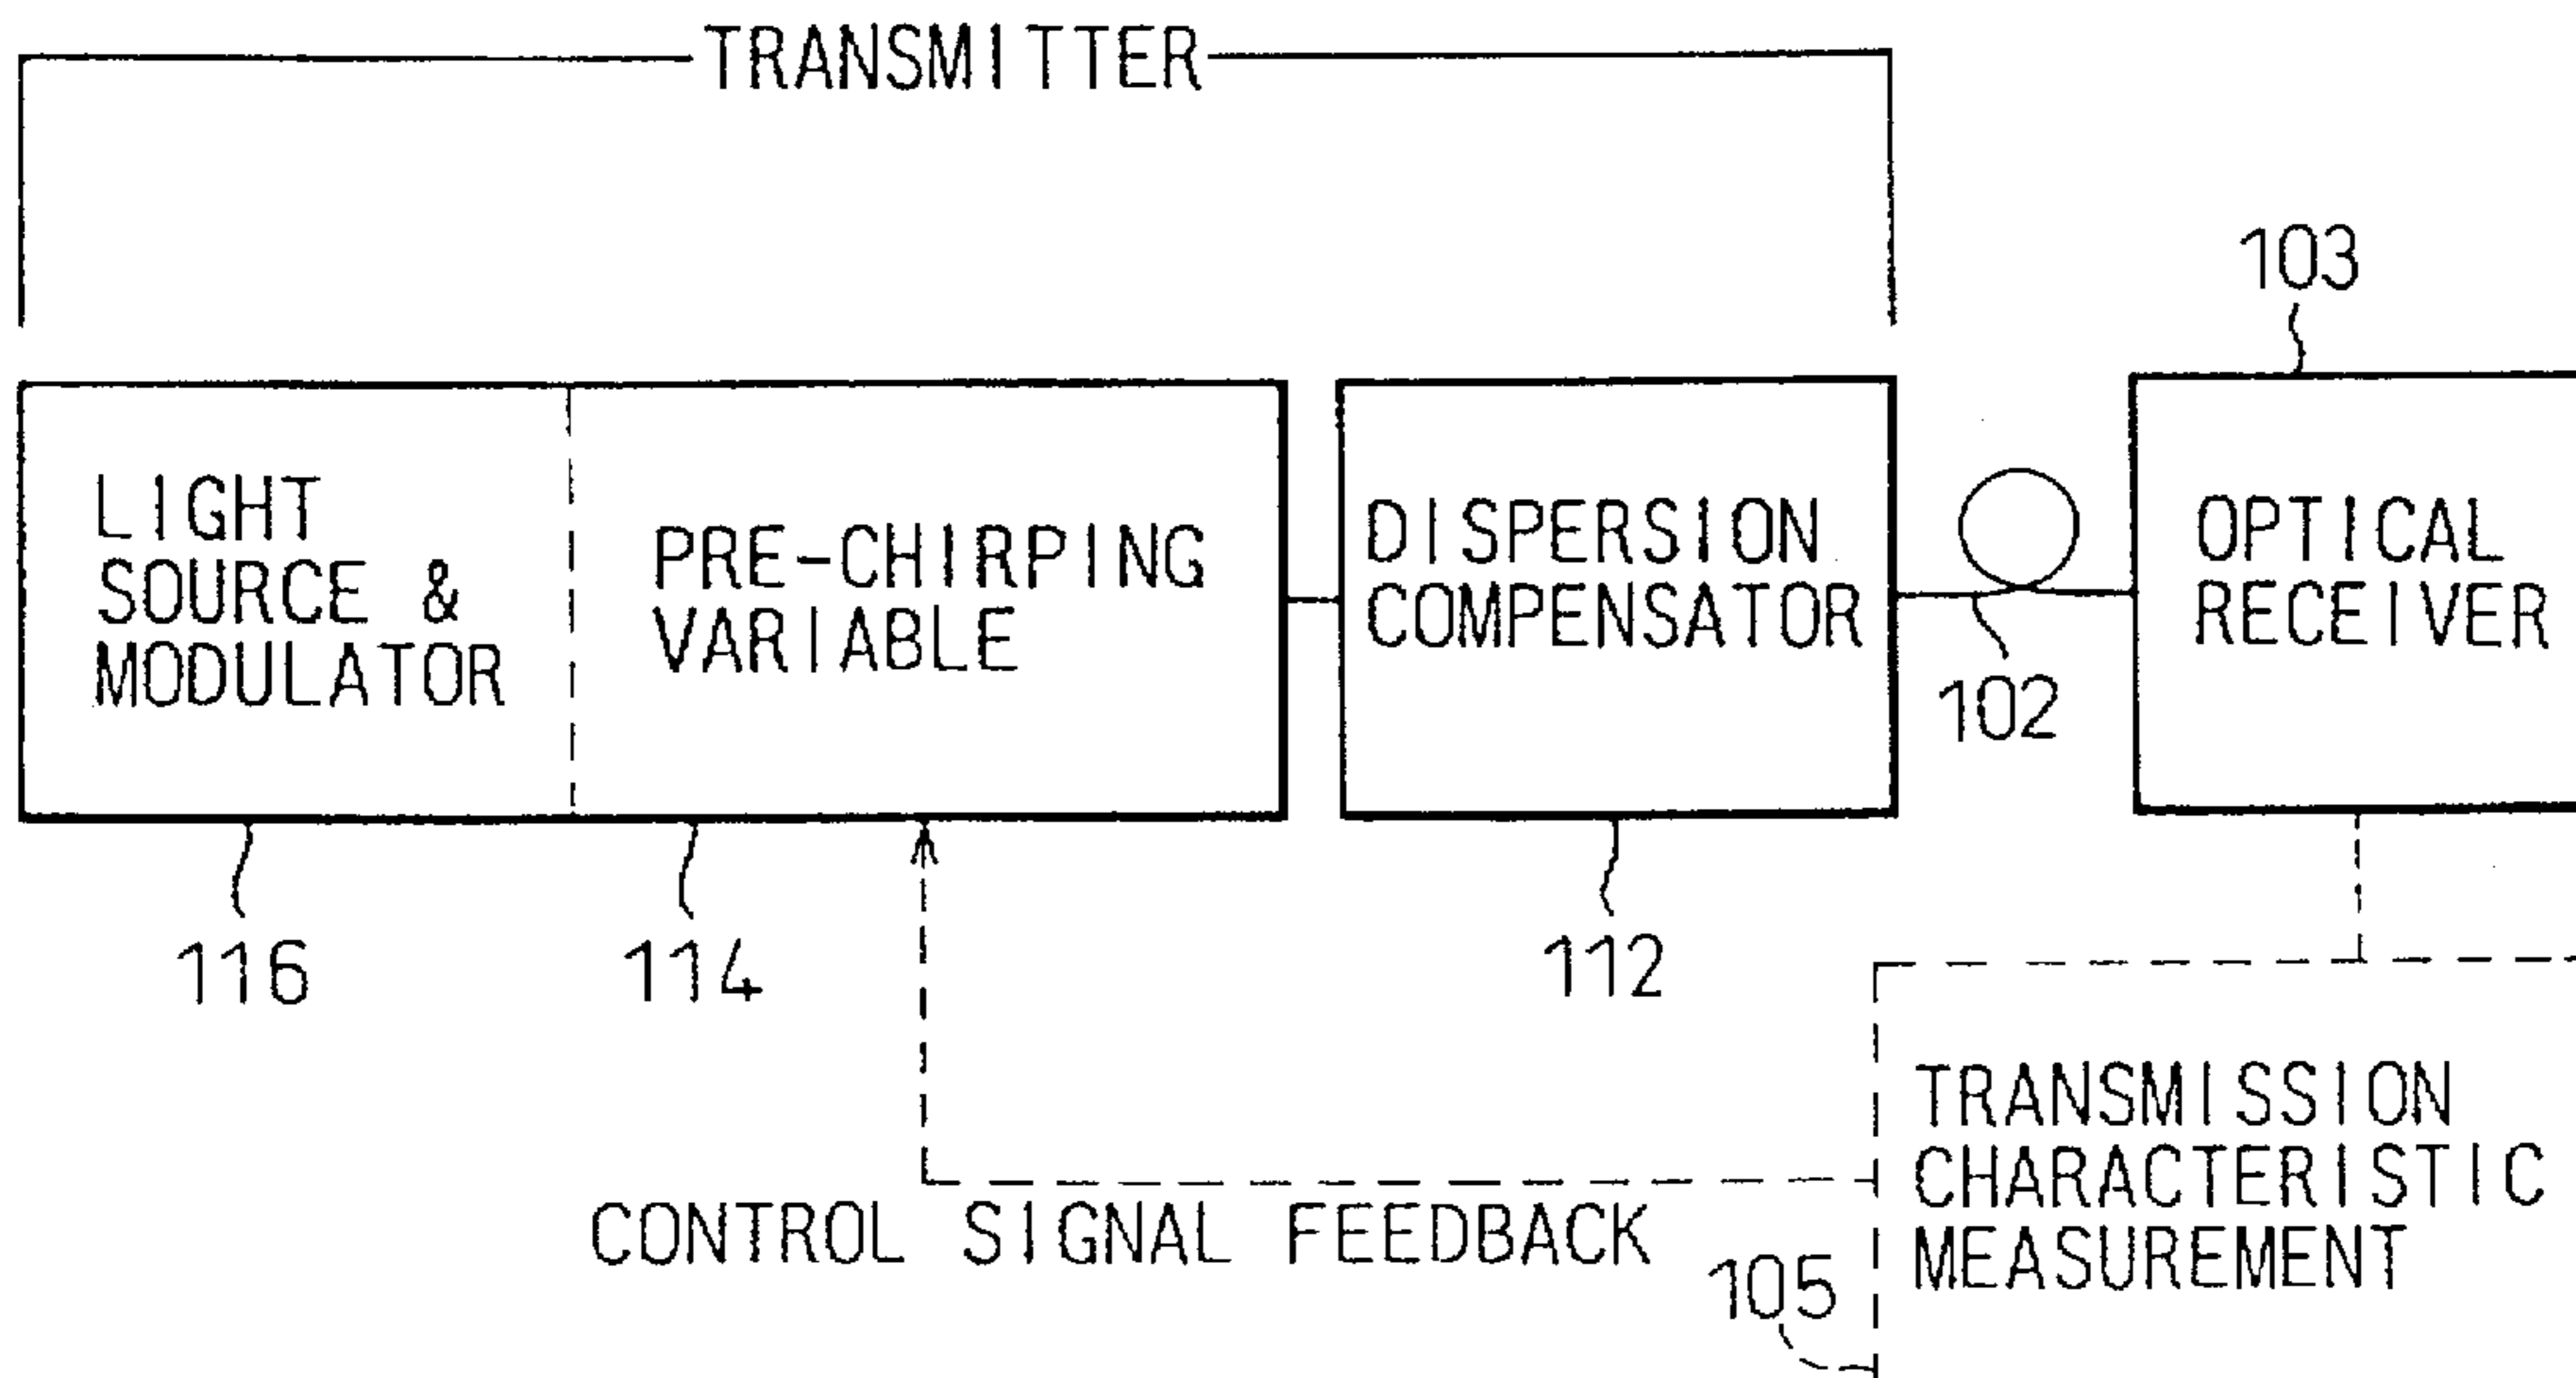 TRANSMITTER
103
LIGHT
SOURCE &
MODULATOR
PRE-CHIRPING
VARIABLE
DISPERSION
COMPENSATOR
OPTICAL
RECEIVER
102
116
114
112
TRANSMISSION
CHARACTERISTIC
MEASUREMENT
CONTROL SIGNAL FEEDBACK
105